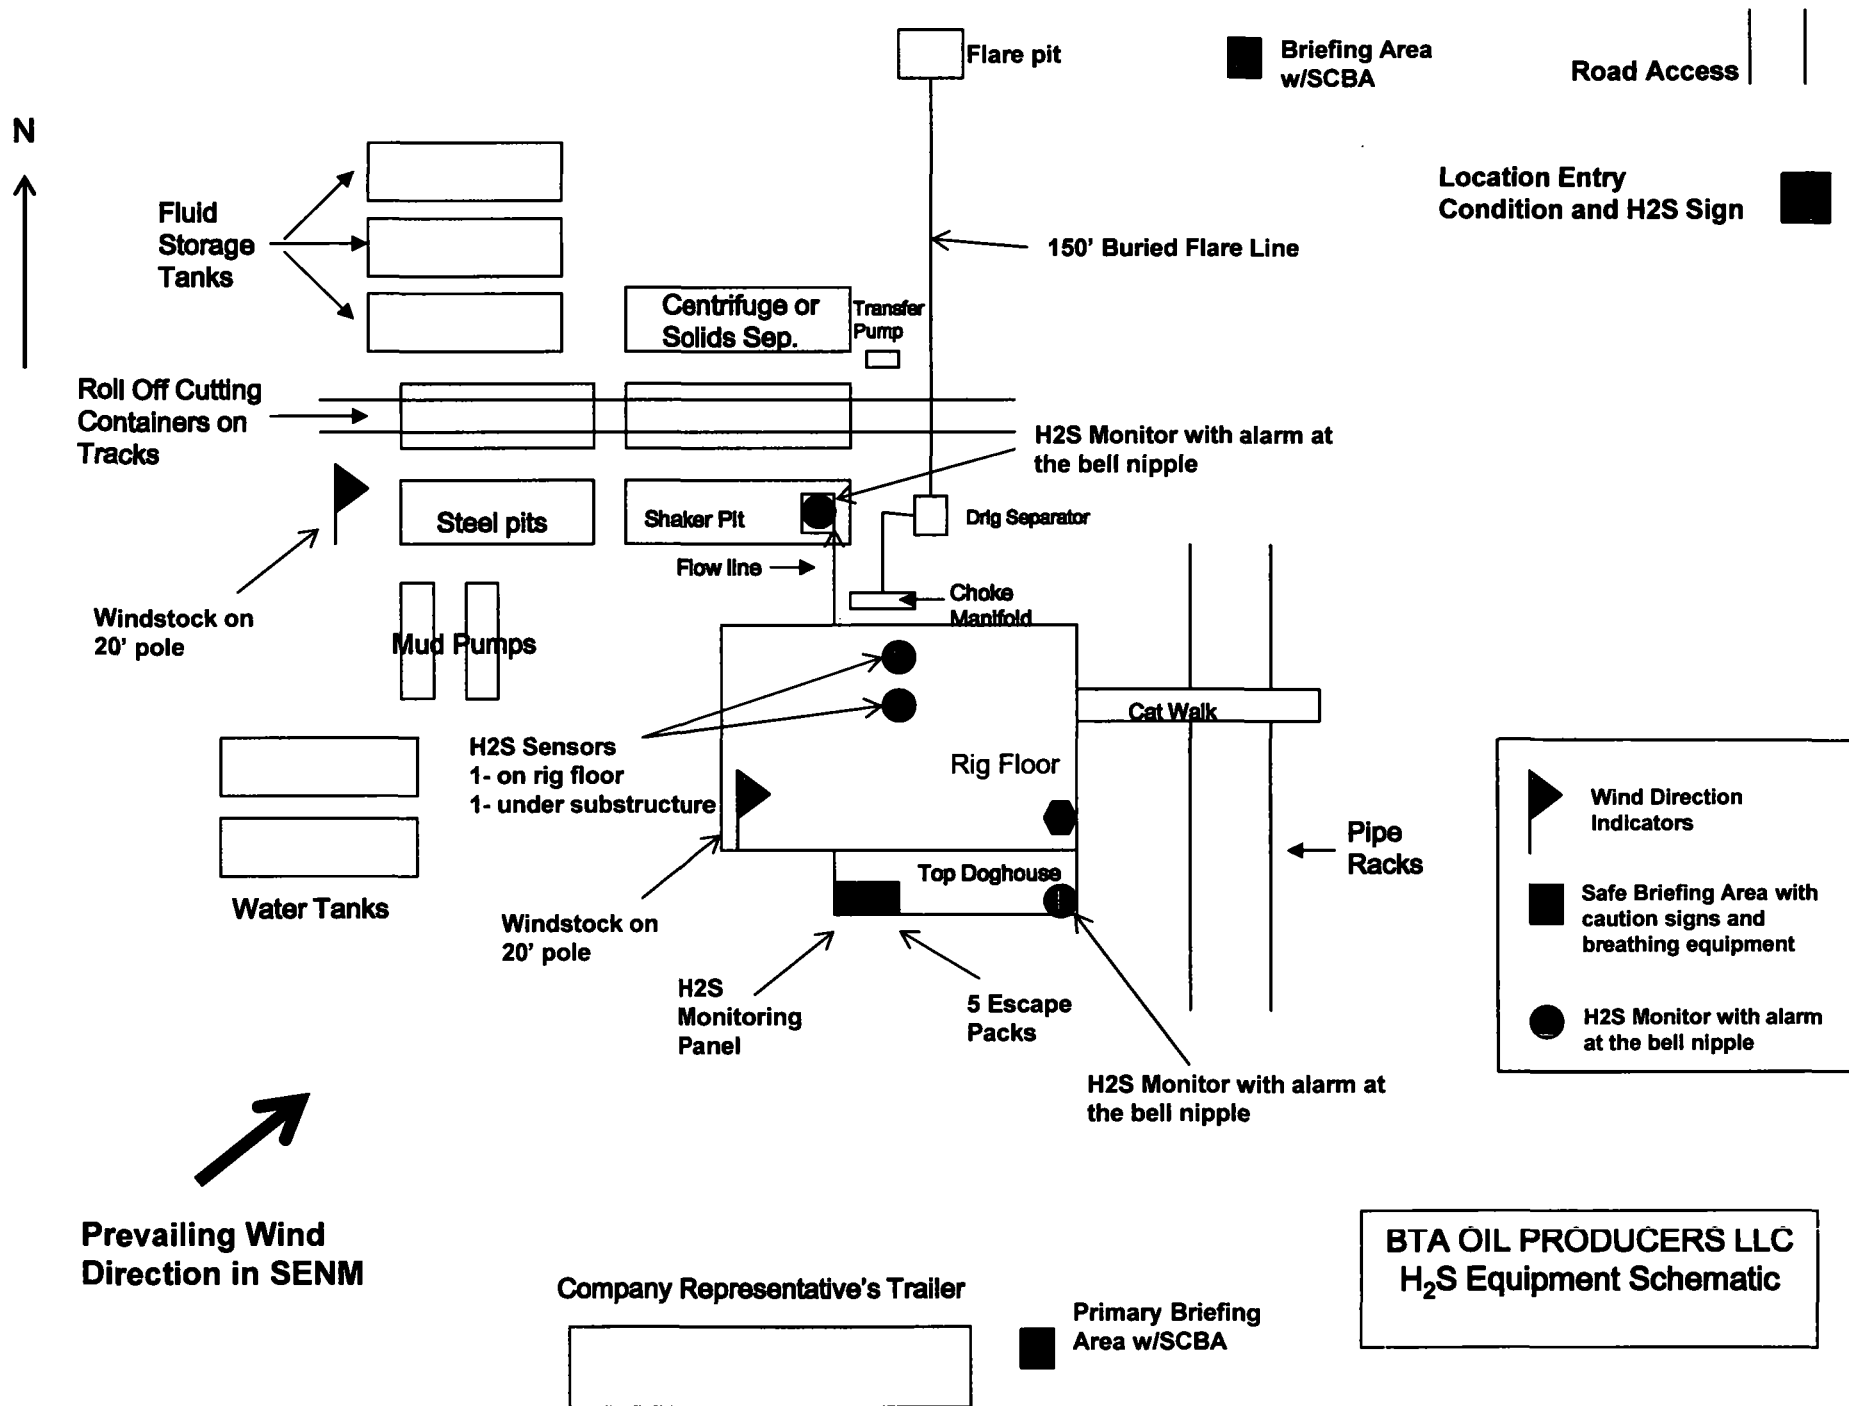 Flare pit
Briefing Area
w/SCBA
Road Access
N
Location Entry
Condition and H2S Sign
Fluid
Storage
Tanks
150' Buried Flare Line
Centrifuge or
Solids Sep.
Transfer
Pump
Roll Off Cutting
Containers on
Tracks
H2S Monitor with alarm at
the bell nipple
Steel pits
Shaker Pit
Drlg Separator
Flow line
Choke
Manifold
Windstock on
20' pole
Mud Pumps
Cat Walk
H2S Sensors
1- on rig floor
1- under substructure
Rig Floor
Wind Direction
Indicators
Pipe
Racks
Top Doghouse
Safe Briefing Area with
caution signs and
breathing equipment
Water Tanks
Windstock on
20' pole
H2S
Monitoring
Panel
5 Escape
Packs
H2S Monitor with alarm
at the bell nipple
H2S Monitor with alarm at
the bell nipple
Prevailing Wind
Direction in SENM
BTA OIL PRODUCERS LLC
H₂S Equipment Schematic
Company Representative's Trailer
Primary Briefing
Area w/SCBA